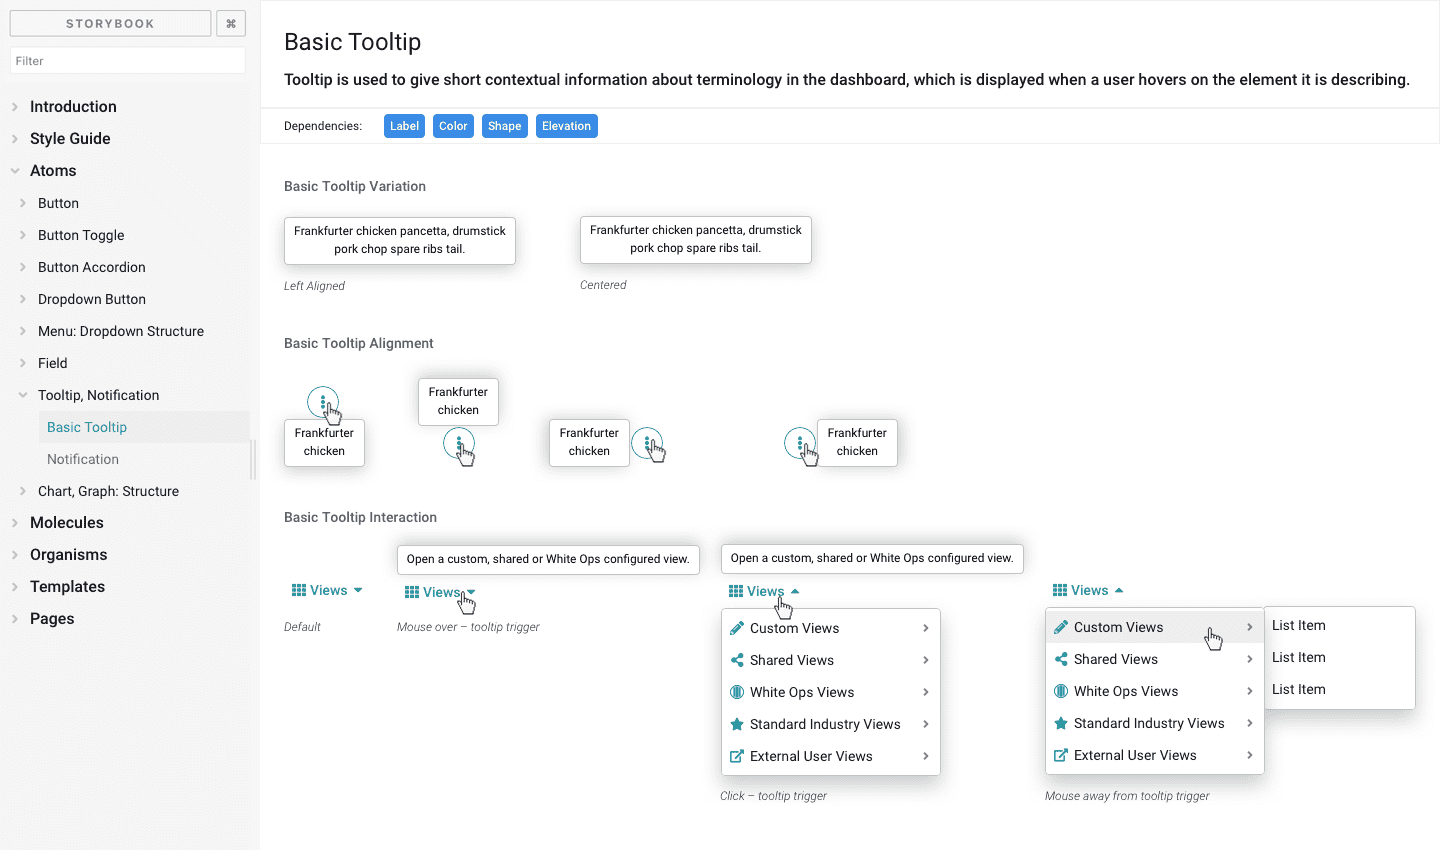 STORYBOOK
⌘
Filter
Introduction
Style Guide
Atoms
Button
Button Toggle
Button Accordion
Dropdown Button
Menu: Dropdown Structure
Field
Tooltip, Notification
Basic Tooltip
Notification
Chart, Graph: Structure
Molecules
Organisms
Templates
Pages
Basic Tooltip
Tooltip is used to give short contextual information about terminology in the dashboard, which is displayed when a user hovers on the element it is describing.
Dependencies: Label Color Shape Elevation
Basic Tooltip Variation
Frankfurter chicken pancetta, drumstick
pork chop spare ribs tail.
Left Aligned
Frankfurter chicken pancetta, drumstick
pork chop spare ribs tail.
Centered
Basic Tooltip Alignment
Frankfurter
chicken
Frankfurter
chicken
Frankfurter
chicken
Frankfurter
chicken
Basic Tooltip Interaction
Views
Default
Open a custom, shared or White Ops configured view.
Views
Mouse over – tooltip trigger
Open a custom, shared or White Ops configured view.
Views
Custom Views
Shared Views
White Ops Views
Standard Industry Views
External User Views
Click – tooltip trigger
Views
Custom Views
Shared Views
White Ops Views
Standard Industry Views
External User Views
List Item
List Item
List Item
Mouse away from tooltip trigger